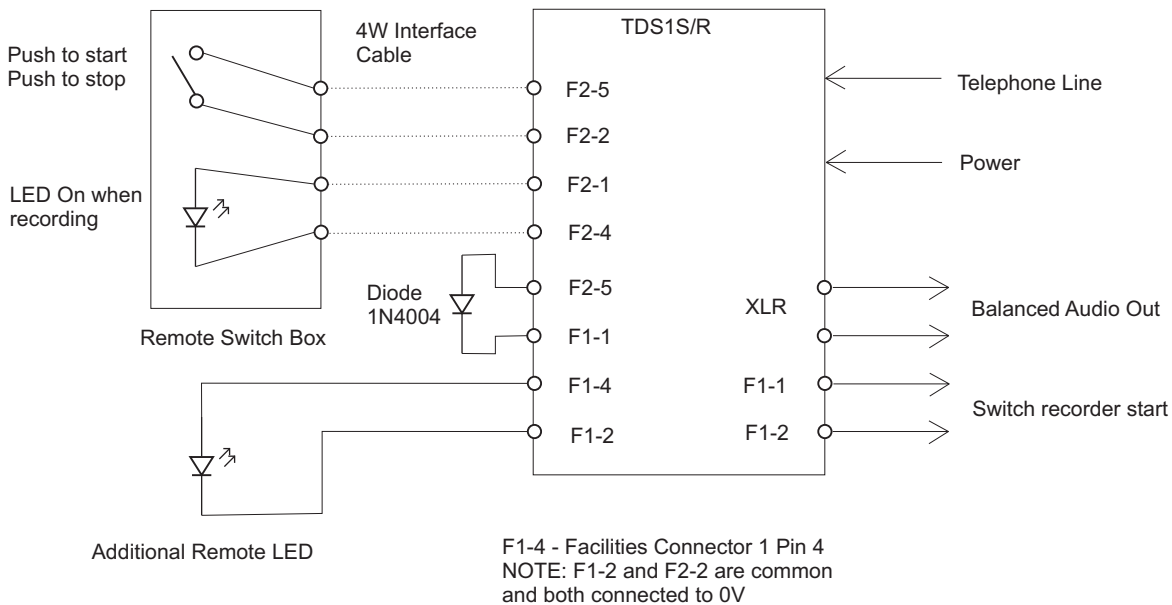 Push to start
Push to stop
4W Interface
Cable
TDS1S/R
F2-5
F2-2
F2-1
F2-4
F2-5
F1-1
F1-4
F1-2
Telephone Line
Power
LED On when
recording
Diode
1N4004
Remote Switch Box
XLR
Balanced Audio Out
F1-1
F1-2
Switch recorder start
Additional Remote LED
F1-4 - Facilities Connector 1 Pin 4
NOTE: F1-2 and F2-2 are common
and both connected to 0V